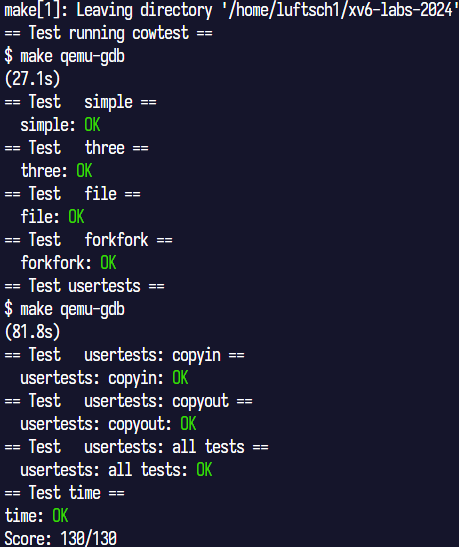 make[1]: Leaving directory '/home/luftsch1/xv6-labs-2024'
== Test running cowtest ==
$ make qemu-gdb
(27.1s)
== Test   simple ==
  simple: OK
== Test   three ==
  three: OK
== Test   file ==
  file: OK
== Test   forkfork ==
  forkfork: OK
== Test usertests ==
$ make qemu-gdb
(81.8s)
== Test   usertests: copyin ==
  usertests: copyin: OK
== Test   usertests: copyout ==
  usertests: copyout: OK
== Test   usertests: all tests ==
  usertests: all tests: OK
== Test time ==
time: OK
Score: 130/130